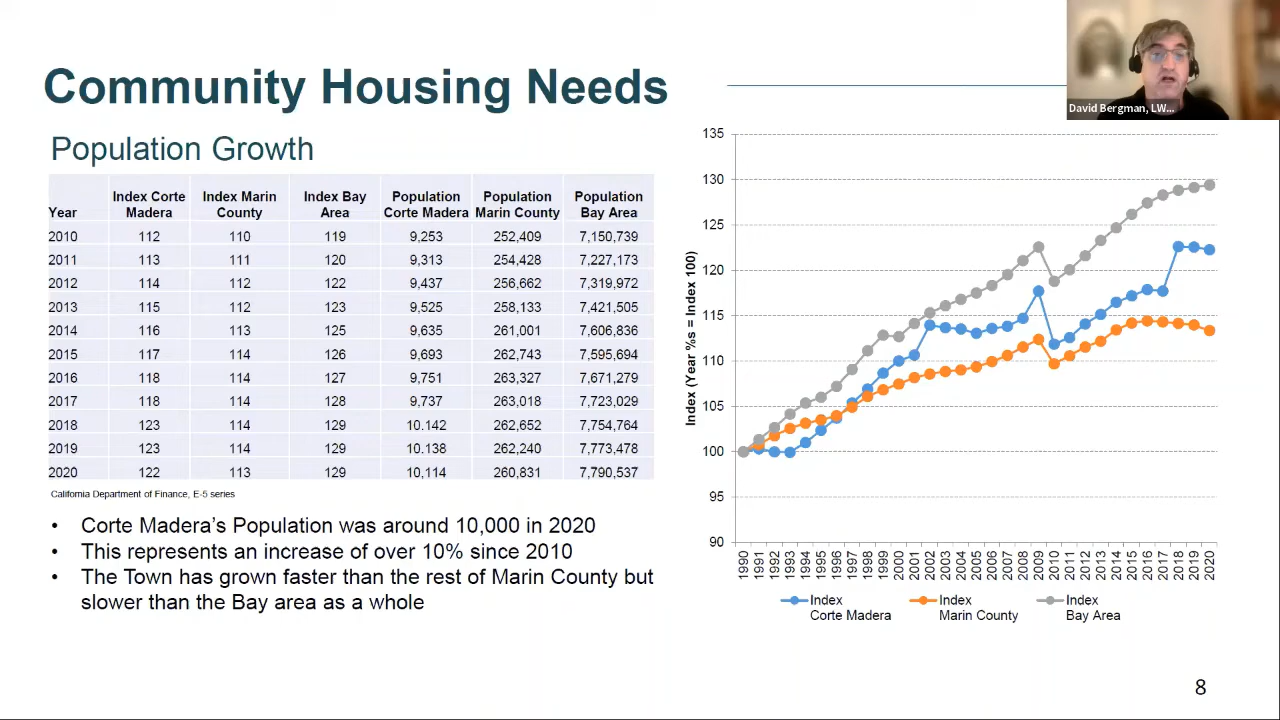 Community Housing Needs
David Bergman, LW...
Population Growth
Year Index Corte Madera Index Marin County Index Bay Area Population Corte Madera Population Marin County Population Bay Area
2010 112 110 119 9,253 252,409 7,150,739
2011 113 111 120 9,313 254,428 7,227,173
2012 114 112 122 9,437 256,662 7,319,972
2013 115 112 123 9,525 258,133 7,421,505
2014 116 113 125 9,635 261,001 7,606,836
2015 117 114 126 9,693 262,743 7,595,694
2016 118 114 127 9,751 263,327 7,671,279
2017 118 114 128 9,737 263,018 7,723,029
2018 123 114 129 10.142 262,652 7,754,764
2019 123 114 129 10.138 262,240 7,773,478
2020 122 113 129 10,114 260,831 7,790,537
California Department of Finance, E-5 series
• Corte Madera's Population was around 10,000 in 2020
• This represents an increase of over 10% since 2010
• The Town has grown faster than the rest of Marin County but
slower than the Bay area as a whole
Index (Year %s = Index 100)
135
130
125
120
115
110
105
100
95
90
1990 1991 1992 1993 1994 1995 1996 1997 1998 1999 2000 2001 2002 2003 2004 2005 2006 2007 2008 2009 2010 2011 2012 2013 2014 2015 2016 2017 2018 2019 2020
Index Corte Madera
Index Marin County
Index Bay Area
8